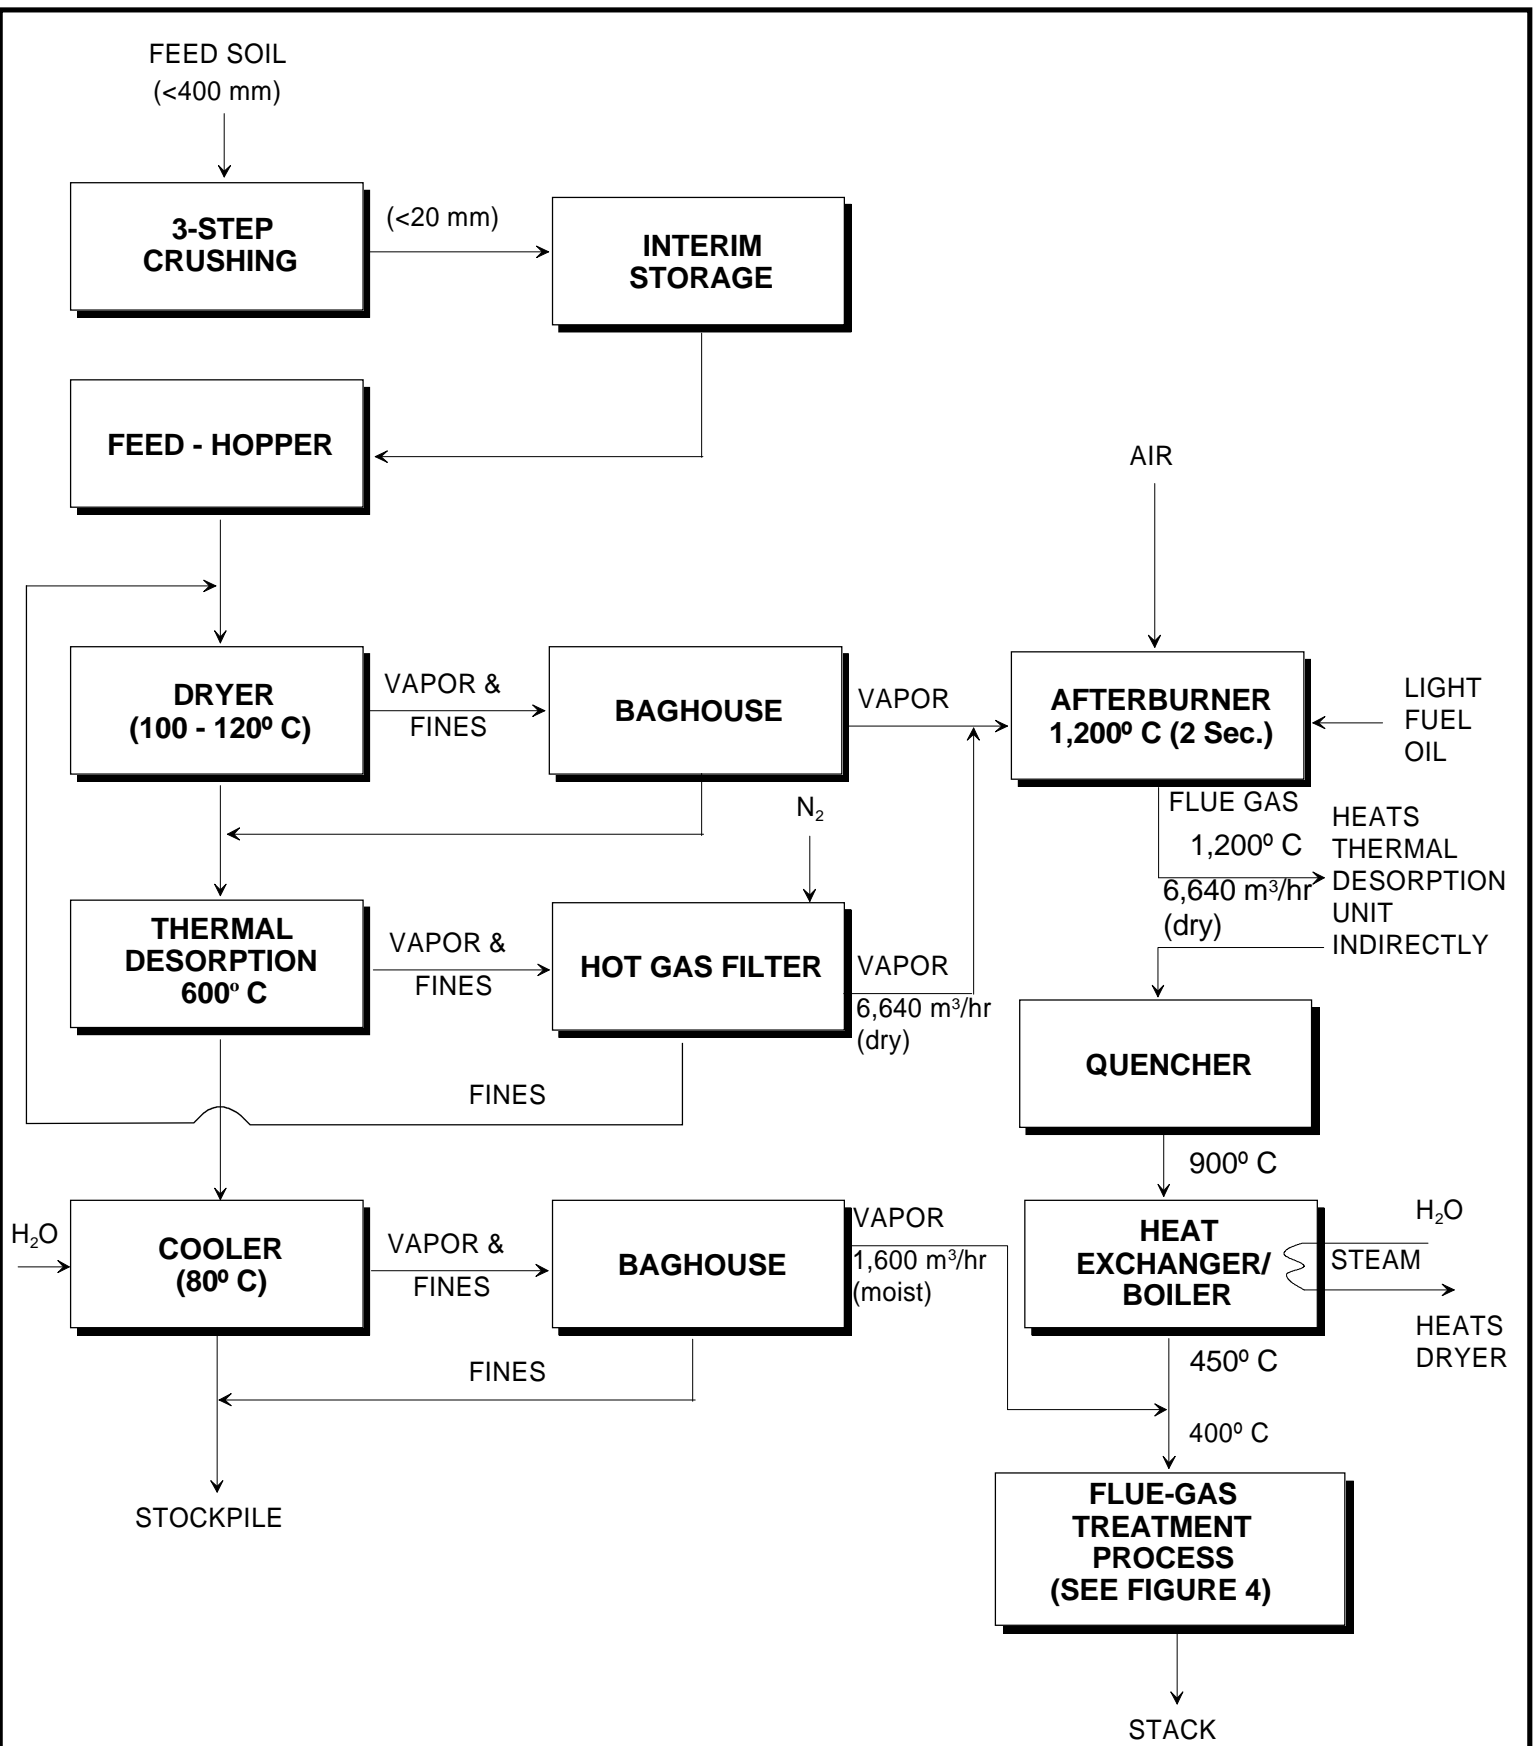 FEED SOIL
(<400 mm)
3-STEP
CRUSHING
(<20 mm)
INTERIM
STORAGE
FEED - HOPPER
AIR
DRYER
(100 - 120º C)
VAPOR &
FINES
BAGHOUSE
VAPOR
AFTERBURNER
1,200º C (2 Sec.)
LIGHT
FUEL
OIL
N₂
FLUE GAS
1,200º C
6,640 m³/hr
(dry)
HEATS
THERMAL
DESORPTION
UNIT
INDIRECTLY
THERMAL
DESORPTION
600º C
VAPOR &
FINES
HOT GAS FILTER
VAPOR
6,640 m³/hr
(dry)
QUENCHER
FINES
900º C
H₂O
COOLER
(80º C)
VAPOR &
FINES
BAGHOUSE
VAPOR
1,600 m³/hr
(moist)
HEAT
EXCHANGER/
BOILER
H₂O
STEAM
HEATS
DRYER
FINES
450º C
400º C
STOCKPILE
FLUE-GAS
TREATMENT
PROCESS
(SEE FIGURE 4)
STACK